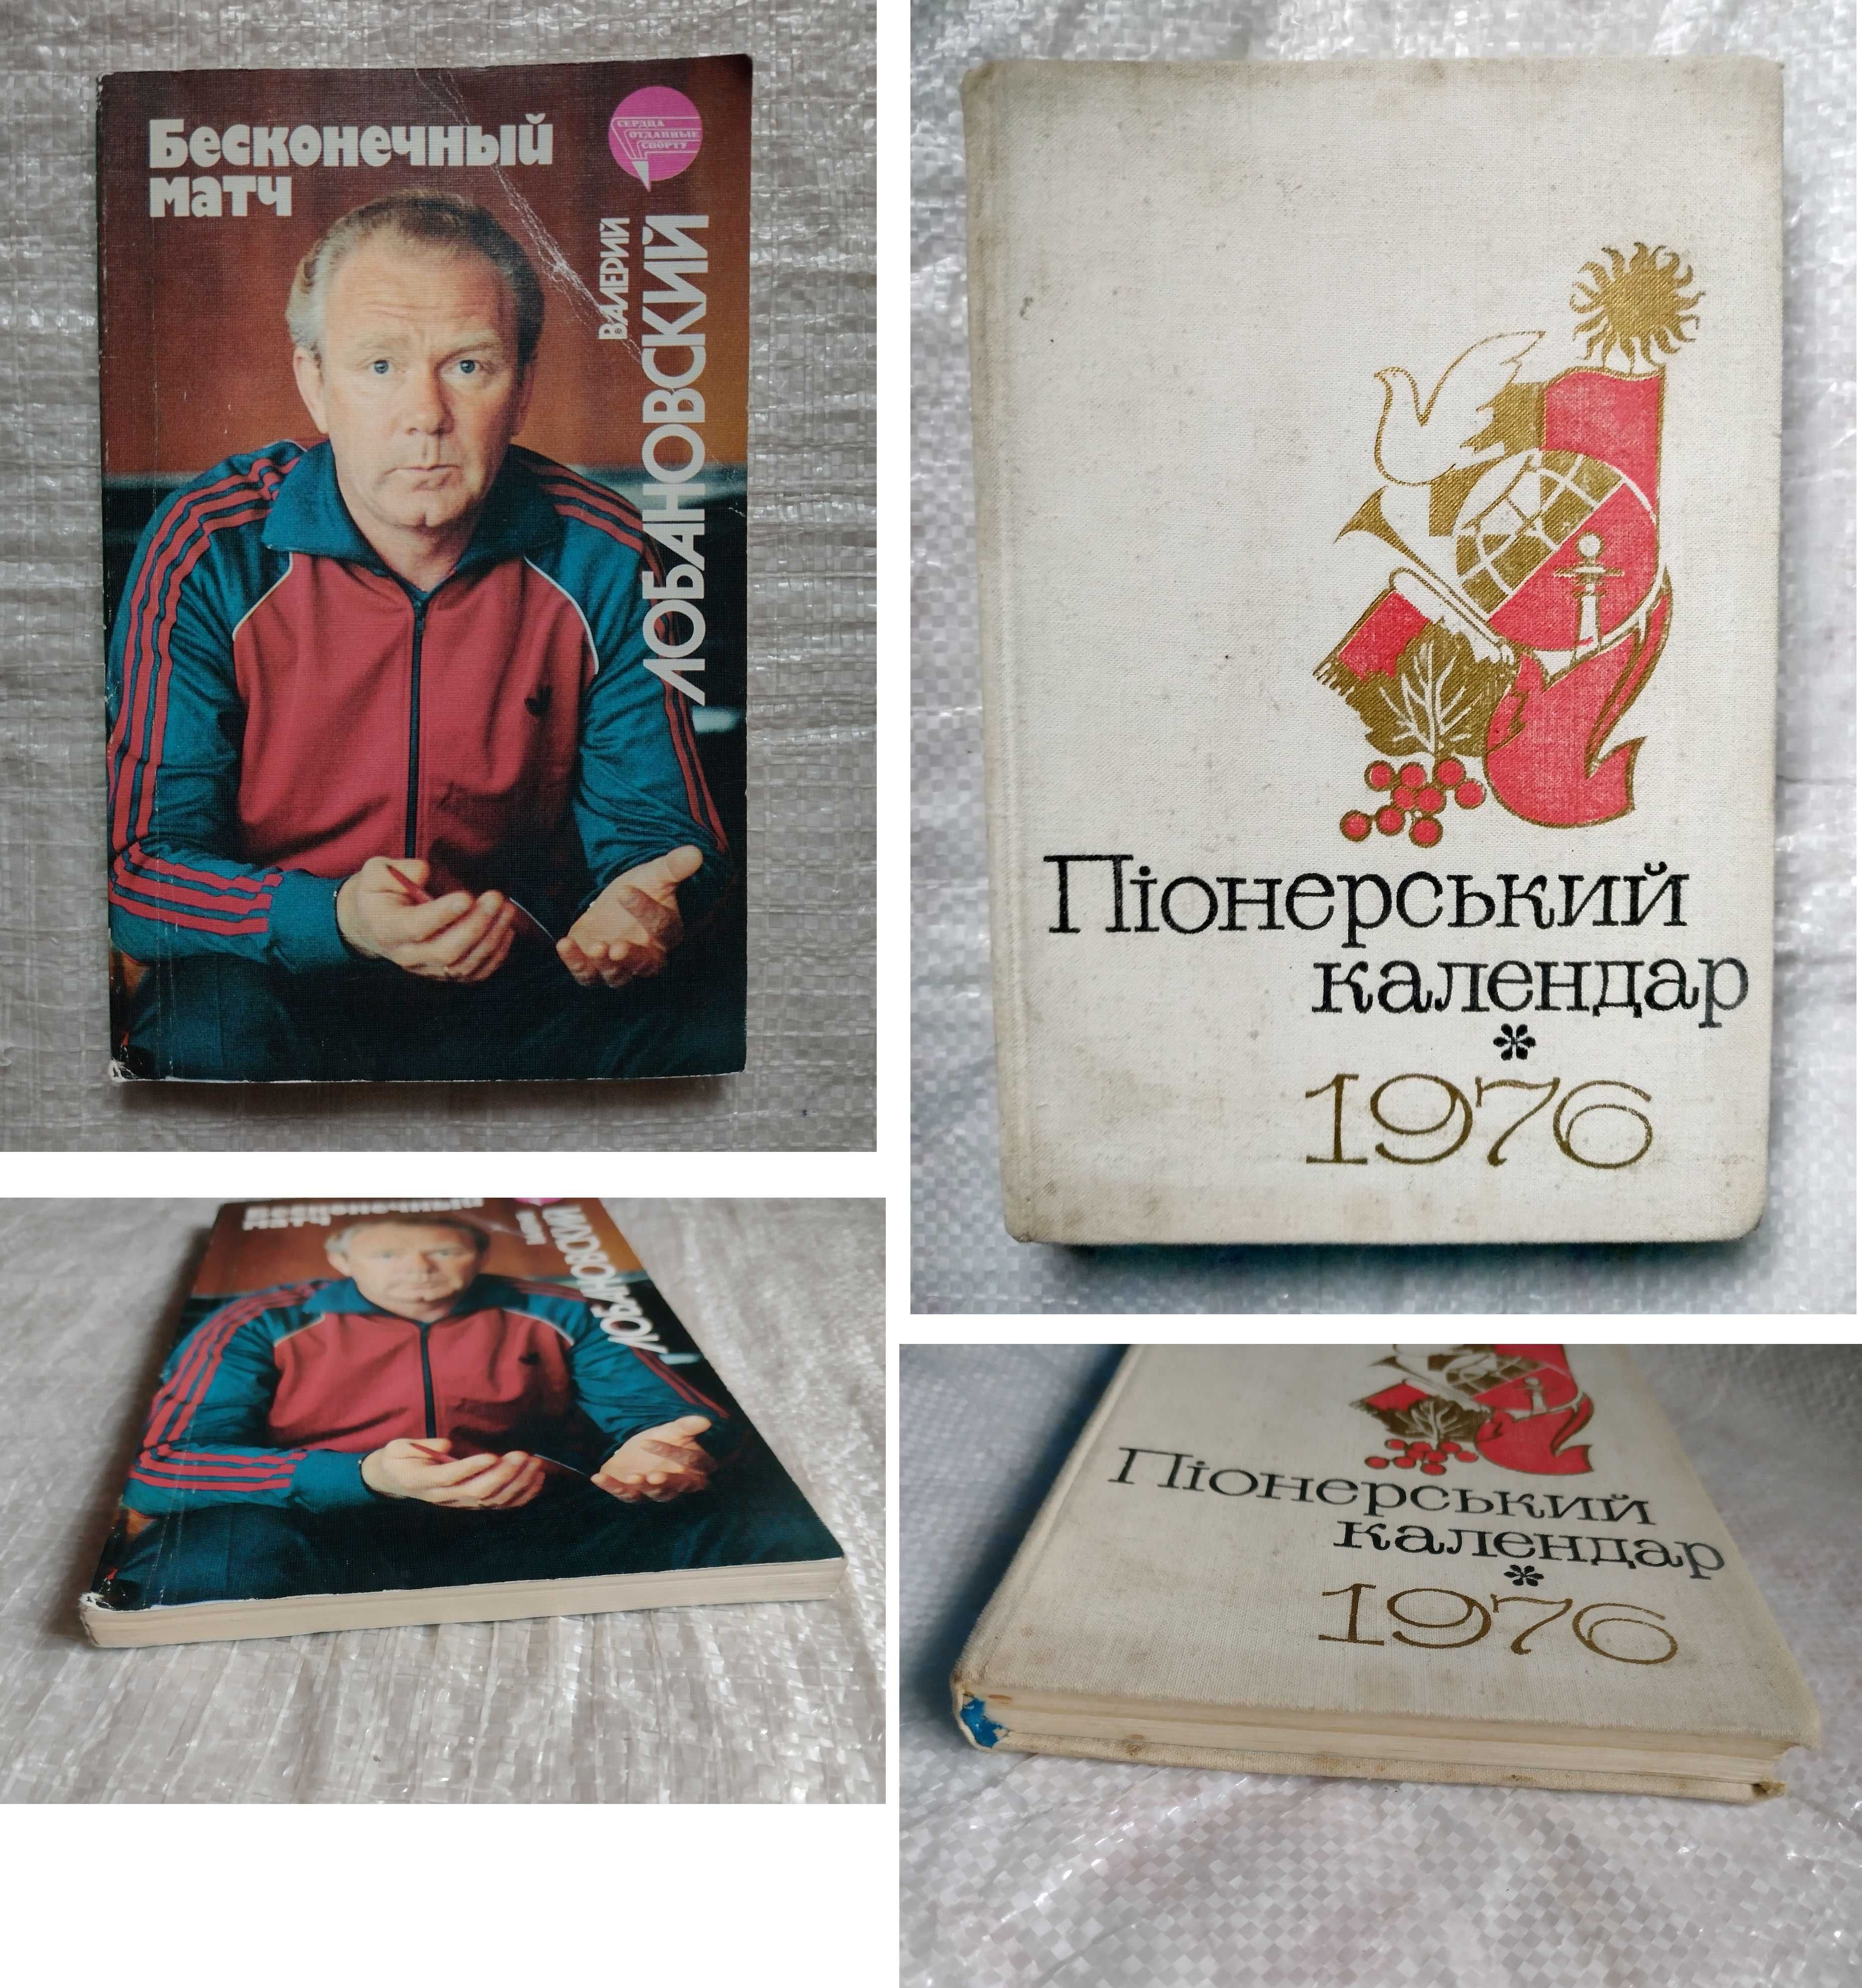 Бесконечный
матч
СЕРДЦА
ОТДАННЫЕ
СПОРТУ
ВАЛЕРИЙ
ЛОБАНОВСКИЙ
Піонерський
календар
*
1976
Бесконечный
матч
ВАЛЕРИЙ
ЛОБАНОВСКИЙ
Піонерський
календар
*
1976